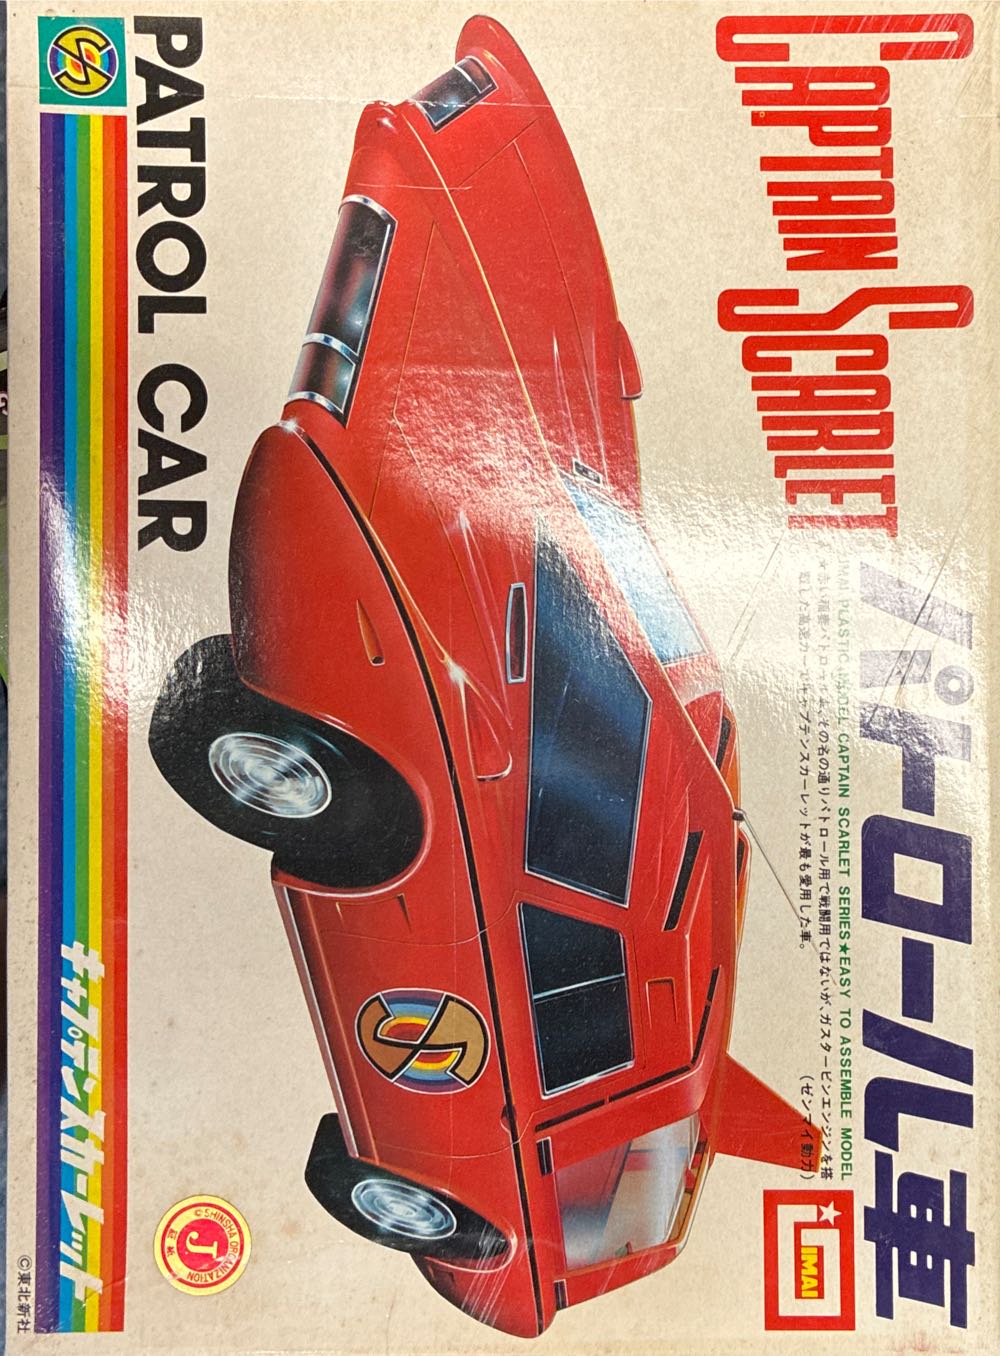 CAPTAIN SCARLET
パトロール車
IMAI PLASTIC MODEL CAPTAIN SCARLET SERIES★EASY TO ASSEMBLE MODEL
その名の通りパトロール用で戦闘用ではないが、ガスタービンエンジンを搭
載した高速カーでキャプテンスカーレットが最も愛用した車。
(ゼンマイ動力)
IMAI
PATROL CAR
キャプテンスカーレット
©SHINSHA ORGANIZATION
J
証紙
©東北新社